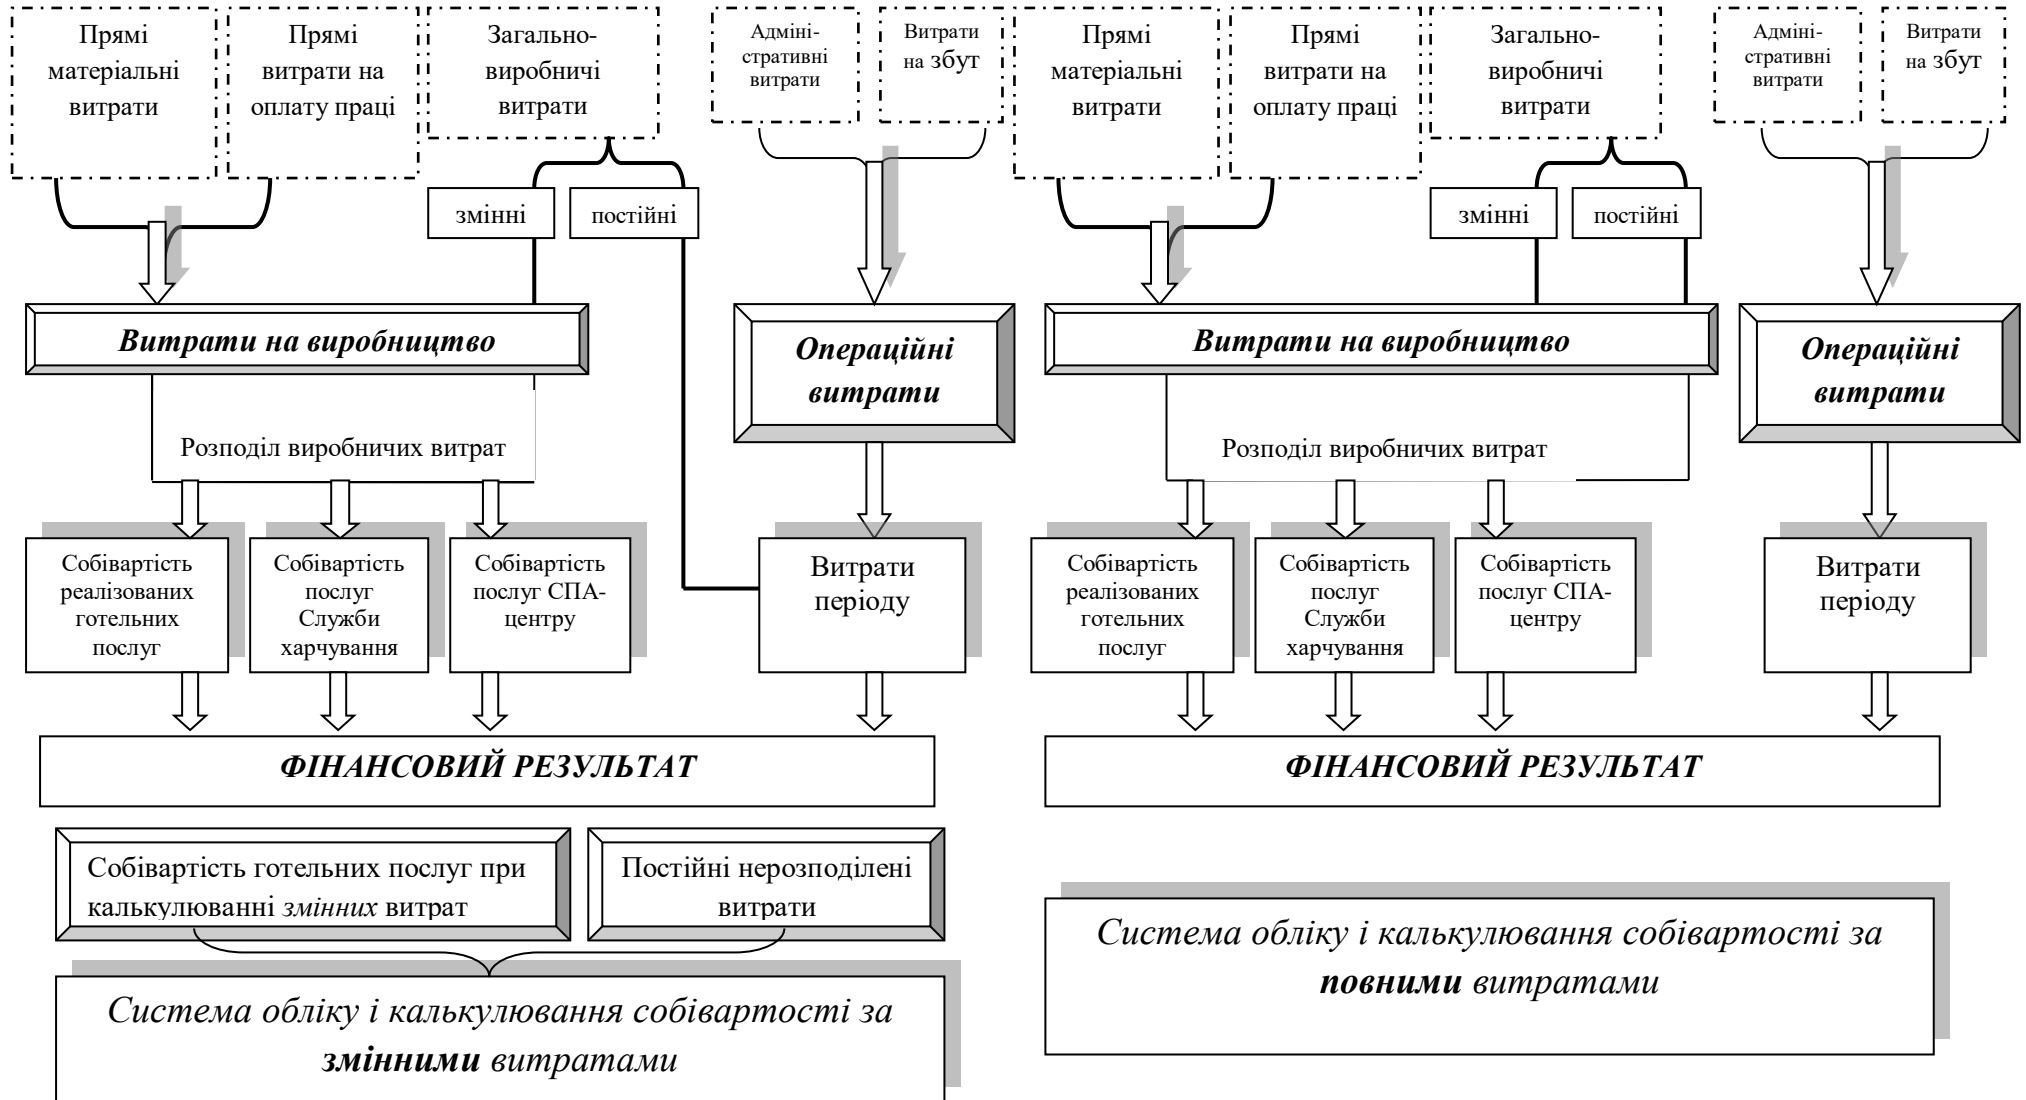 Прямі
матеріальні
витрати
Прямі
витрати на
оплату праці
Загально-
виробничі
витрати
Адміні-
стративні
витрати
Витрати
на збут
змінні
постійні
Витрати на виробництво
Операційні
витрати
Розподіл виробничих витрат
Собівартість
реалізованих
готельних
послуг
Собівартість
послуг
Служби
харчування
Собівартість
послуг СПА-
центру
Витрати
періоду
ФІНАНСОВИЙ РЕЗУЛЬТАТ
Собівартість готельних послуг при
калькулюванні змінних витрат
Постійні нерозподілені
витрати
Система обліку і калькулювання собівартості за
змінними витратами
Прямі
матеріальні
витрати
Прямі
витрати на
оплату праці
Загально-
виробничі
витрати
Адміні-
стративні
витрати
Витрати
на збут
змінні
постійні
Витрати на виробництво
Операційні
витрати
Розподіл виробничих витрат
Собівартість
реалізованих
готельних
послуг
Собівартість
послуг
Служби
харчування
Собівартість
послуг СПА-
центру
Витрати
періоду
ФІНАНСОВИЙ РЕЗУЛЬТАТ
Система обліку і калькулювання собівартості за
повними витратами